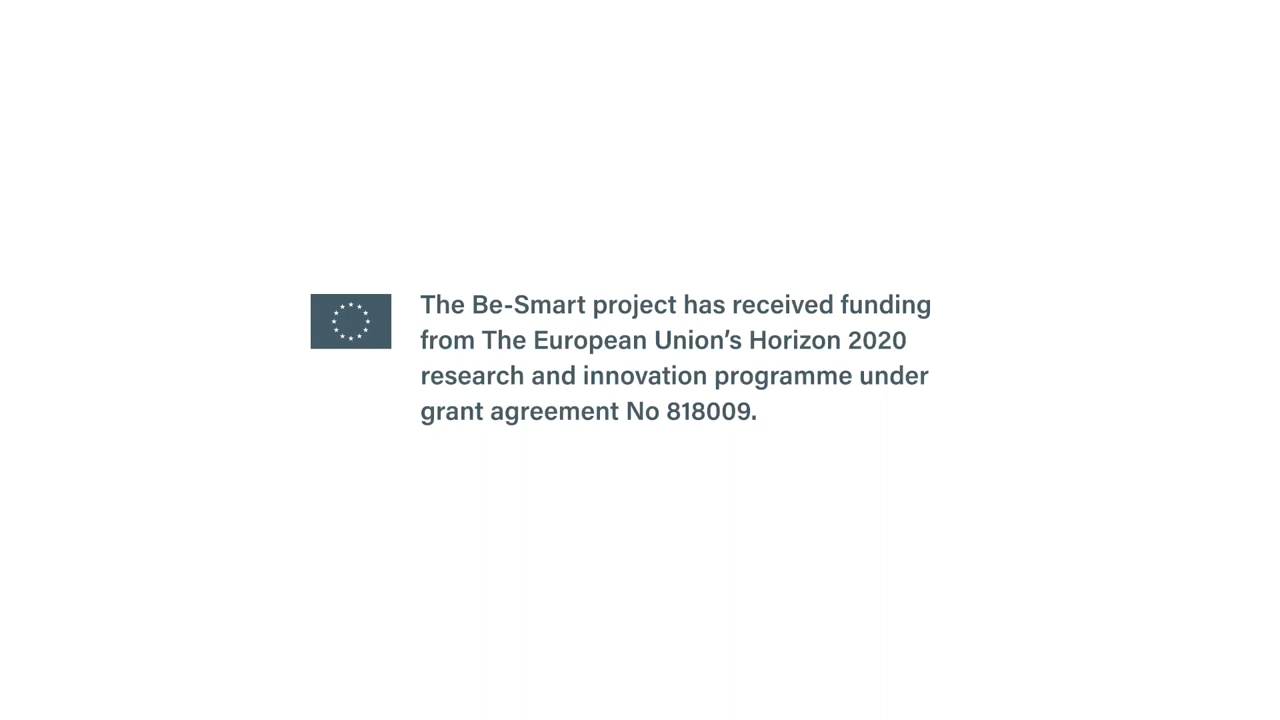 The Be-Smart project has received funding
from The European Union’s Horizon 2020
research and innovation programme under
grant agreement No 818009.